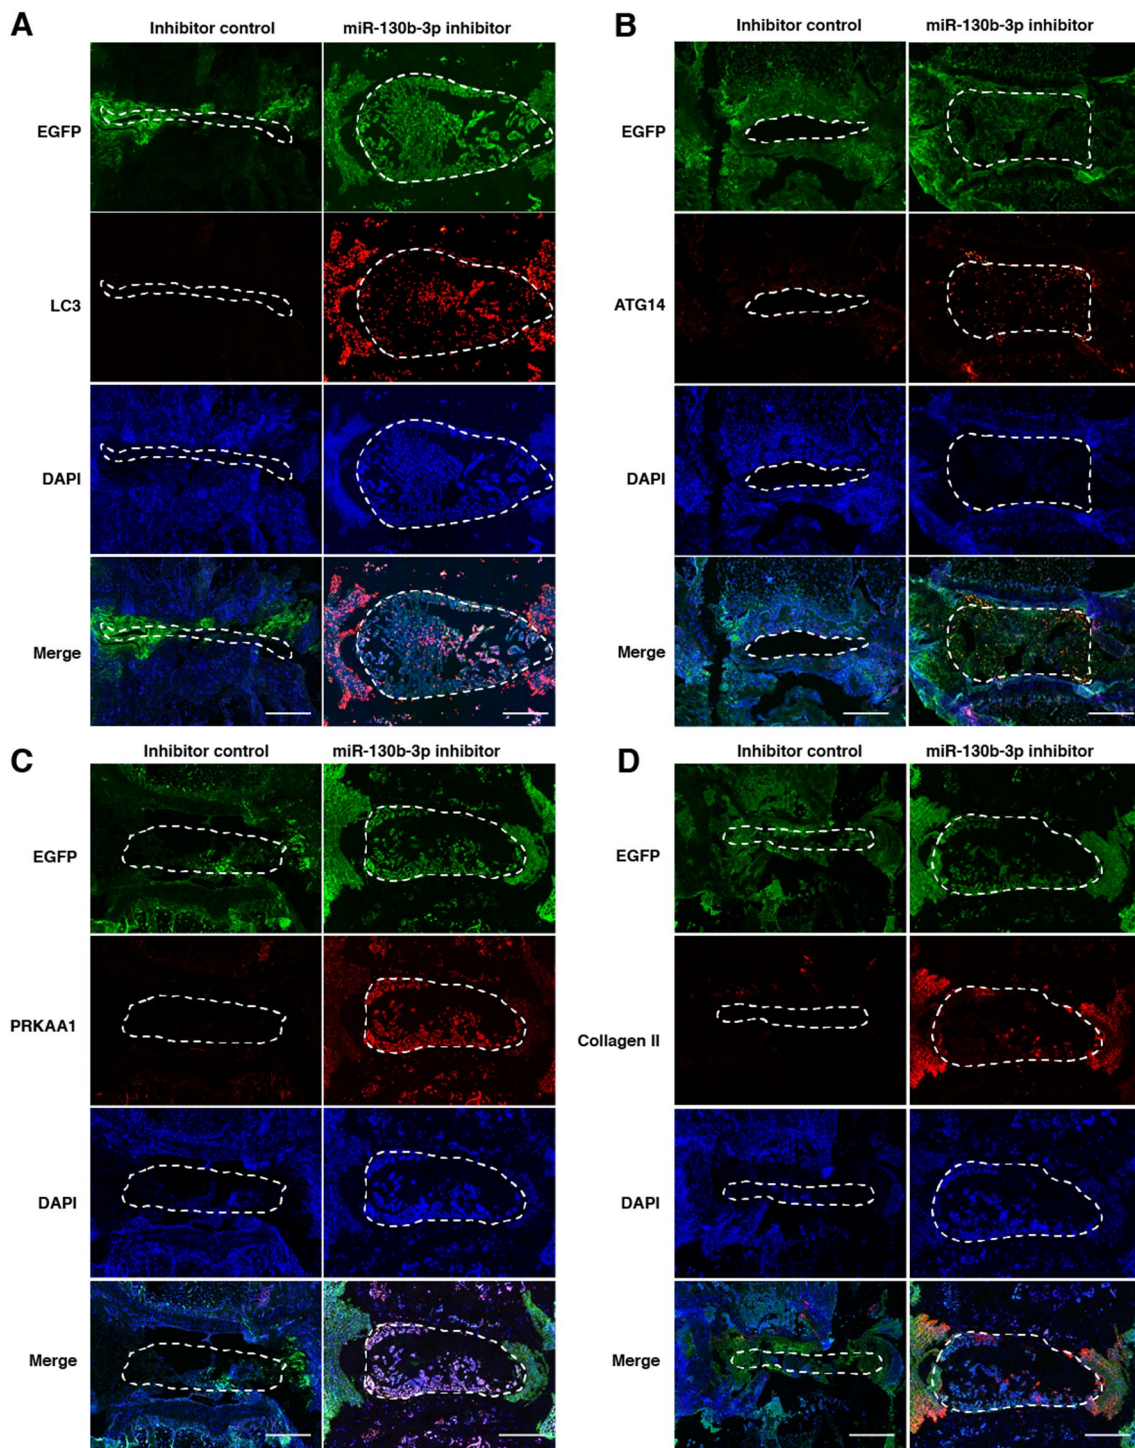 A
Inhibitor control miR-130b-3p inhibitor
EGFP
LC3
DAPI
Merge
B
Inhibitor control miR-130b-3p inhibitor
EGFP
ATG14
DAPI
Merge
C
Inhibitor control miR-130b-3p inhibitor
EGFP
PRKAA1
DAPI
Merge
D
Inhibitor control miR-130b-3p inhibitor
EGFP
Collagen II
DAPI
Merge